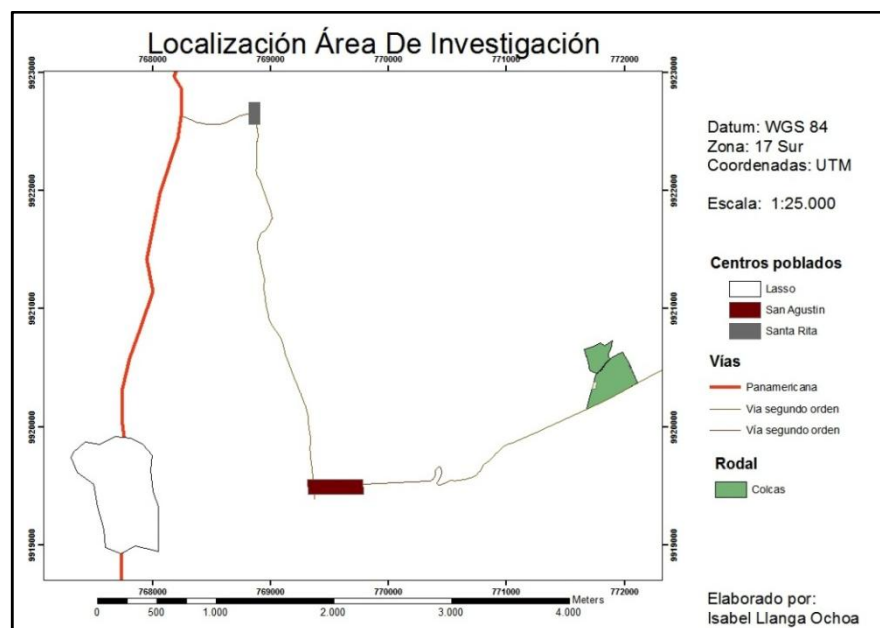 Localización Área De Investigación
768000 769000 770000 771000 772000
9923000 9923000
9922000 9922000
9921000 9921000
9920000 9920000
9919000 9919000
768000 769000 770000 771000 772000
Meters
0 500 1.000 2.000 3.000 4.000
Datum: WGS 84
Zona: 17 Sur
Coordenadas: UTM
Escala: 1:25.000
Centros poblados
Lasso
San Agustin
Santa Rita
Vías
Panamericana
Via segundo orden
Vía segundo orden
Rodal
Colcas
Elaborado por:
Isabel Llanga Ochoa